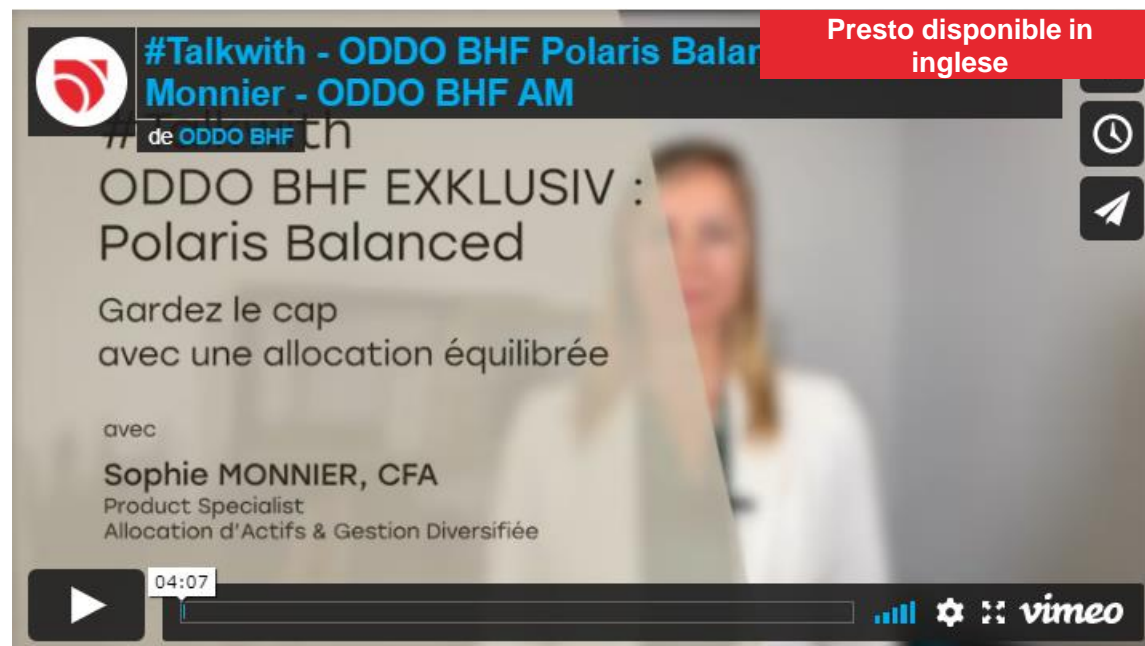 #Talkwith - ODDO BHF Polaris Balan
Presto disponible in
inglese
Monnier - ODDO BHF AM
de ODDO BHF
ODDO BHF EXKLUSIV :
Polaris Balanced
Gardez le cap
avec une allocation équilibrée
avec
Sophie MONNIER, CFA
Product Specialist
Allocation d'Actifs & Gestion Diversifiée
04:07
vimeo